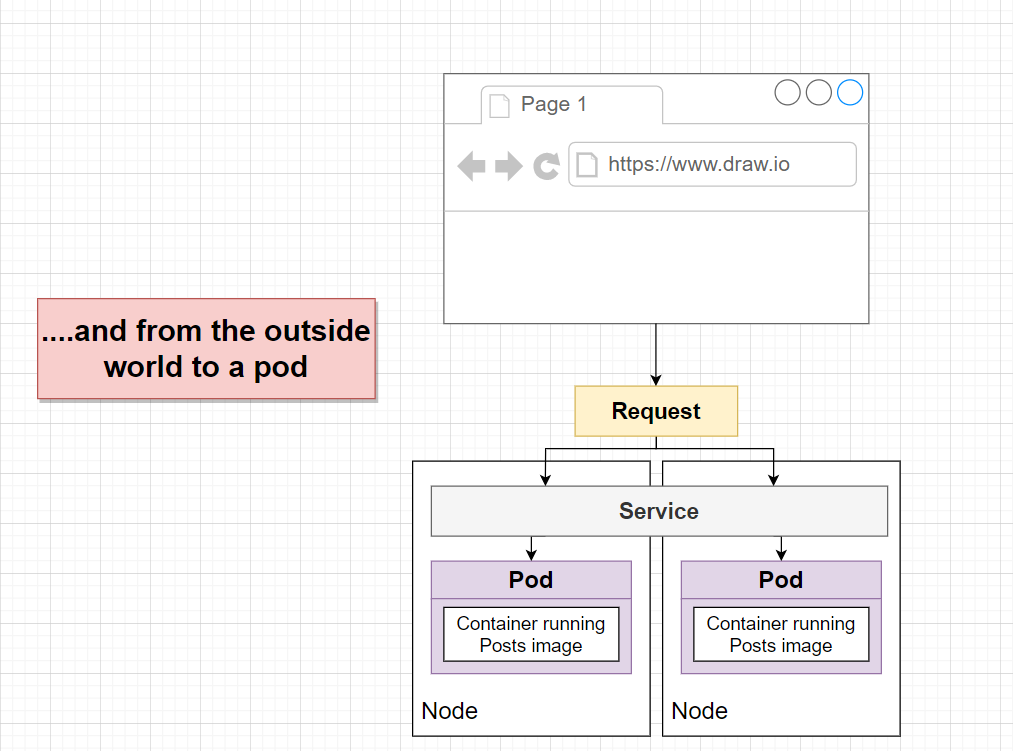 Page 1
https://www.draw.io
....and from the outside
world to a pod
Request
Service
Pod
Container running
Posts image
Node
Pod
Container running
Posts image
Node